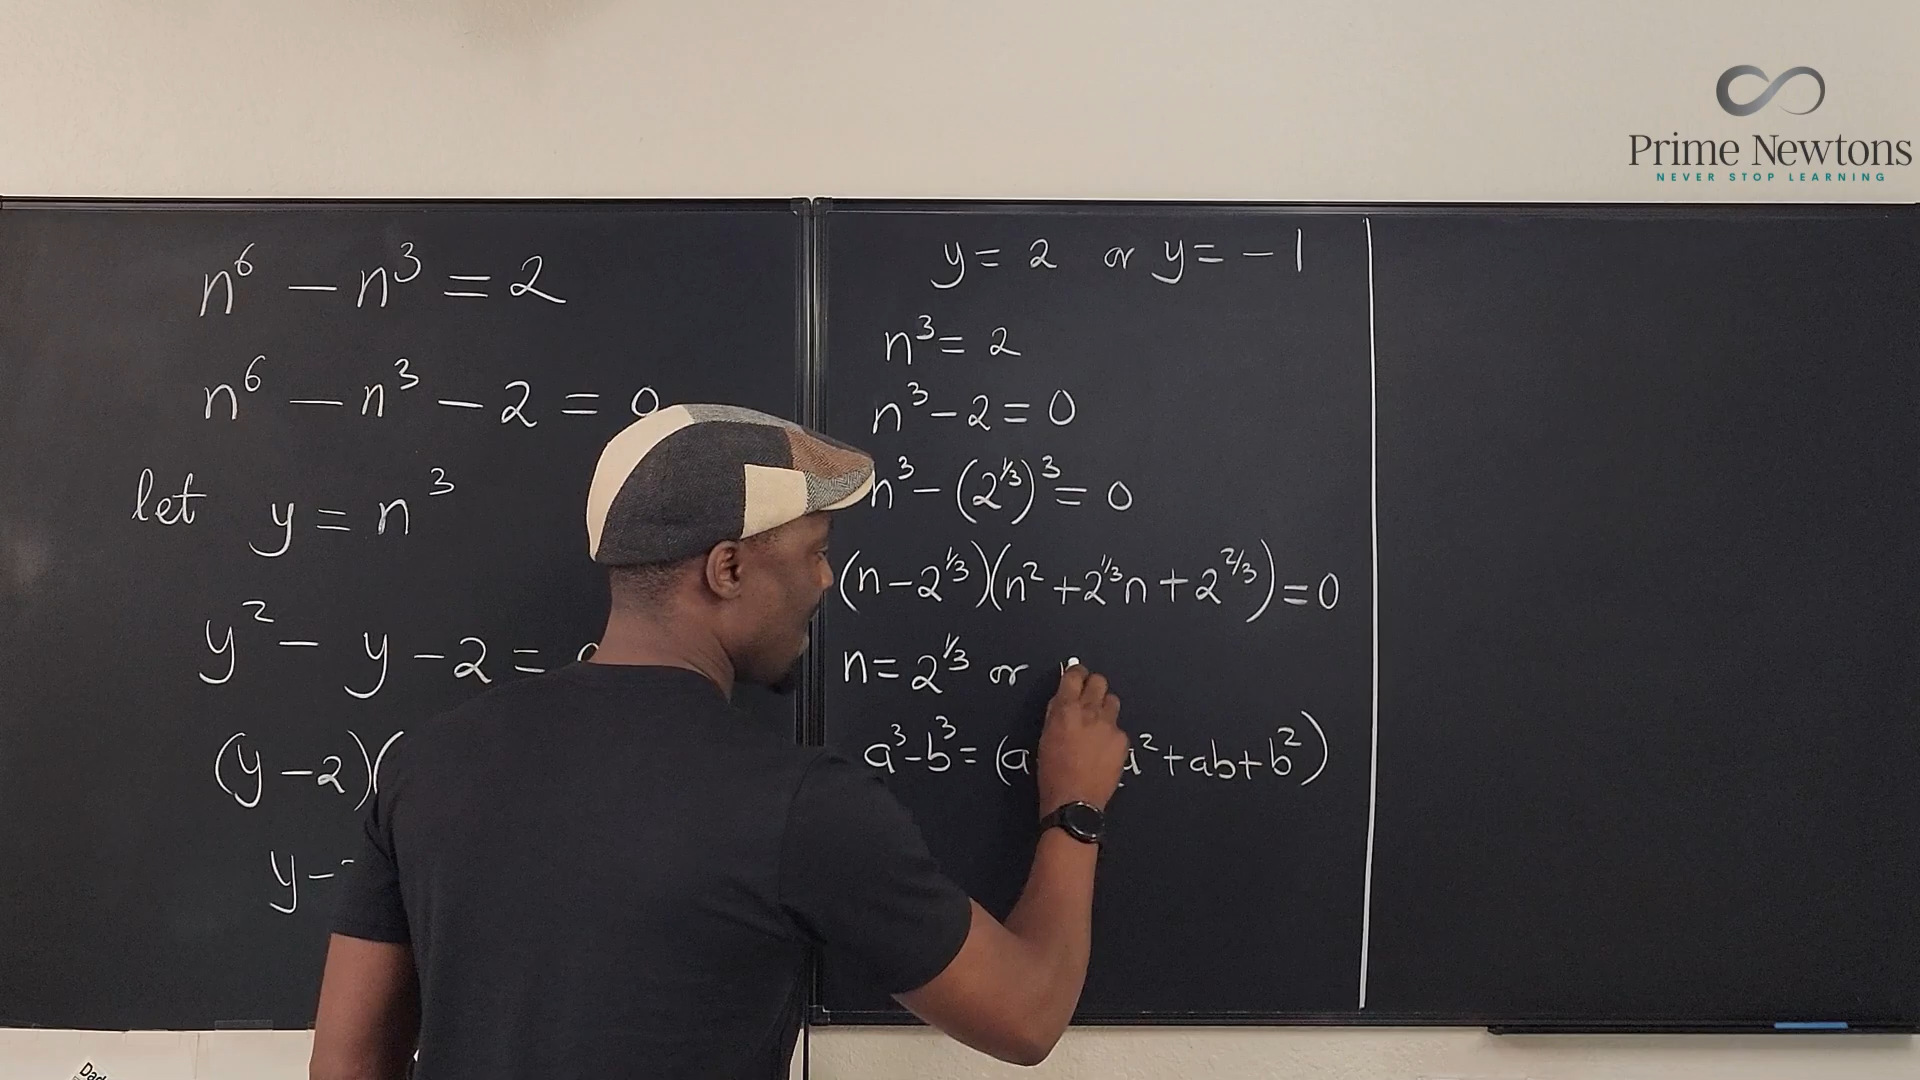 Prime Newtons
NEVER STOP LEARNING
n⁶ − n³ = 2
n⁶ − n³ − 2 = 0
let y = n³
y² − y − 2 =
(y − 2)(
y −
y = 2 or y = − 1
n³ = 2
n³ − 2 = 0
n³ − (2^⅓)³ = 0
(n − 2^⅓)(n² + 2^⅓n + 2^⅔) = 0
n = 2^⅓ or
a³ − b³ = (a a² + ab + b²)